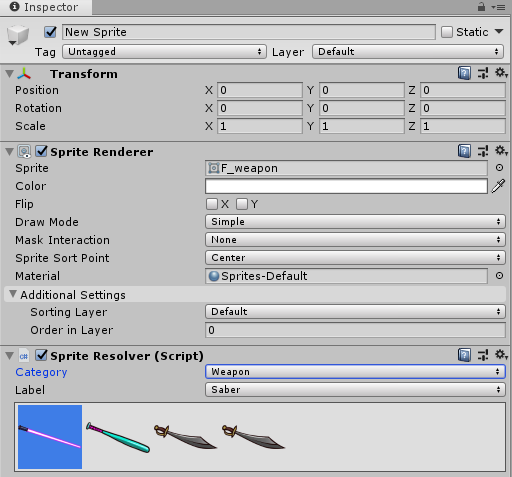 Inspector
New Sprite Static
Tag Untagged Layer Default
Transform
Position X 0 Y 0 Z 0
Rotation X 0 Y 0 Z 0
Scale X 1 Y 1 Z 1
Sprite Renderer
Sprite F_weapon
Color
Flip X Y
Draw Mode Simple
Mask Interaction None
Sprite Sort Point Center
Material Sprites-Default
Additional Settings
Sorting Layer Default
Order in Layer 0
Sprite Resolver (Script)
Category Weapon
Label Saber